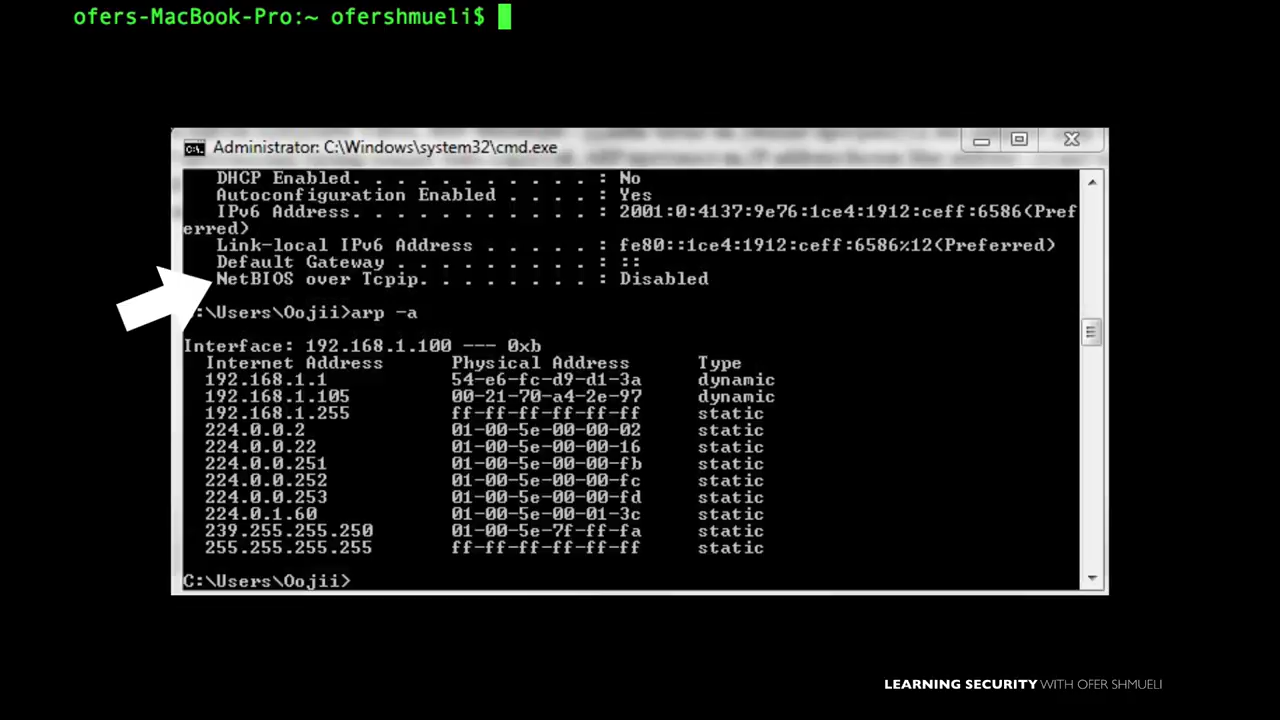 ofers-MacBook-Pro:~ ofershmueli$
Administrator: C:\Windows\system32\cmd.exe
DHCP Enabled. . . . . . . . . . . : No
Autoconfiguration Enabled . . . . : Yes
IPv6 Address. . . . . . . . . . . : 2001:0:4137:9e76:1ce4:1912:ceff:6586(Pref
erred)
Link-local IPv6 Address . . . . . : fe80::1ce4:1912:ceff:6586%12(Preferred)
Default Gateway . . . . . . . . . : ::
NetBIOS over Tcpip. . . . . . . . : Disabled
:\Users\Oojii>arp -a
Interface: 192.168.1.100 --- 0xb
Internet Address Physical Address Type
192.168.1.1 54-e6-fc-d9-d1-3a dynamic
192.168.1.105 00-21-70-a4-2e-97 dynamic
192.168.1.255 ff-ff-ff-ff-ff-ff static
224.0.0.2 01-00-5e-00-00-02 static
224.0.0.22 01-00-5e-00-00-16 static
224.0.0.251 01-00-5e-00-00-fb static
224.0.0.252 01-00-5e-00-00-fc static
224.0.0.253 01-00-5e-00-00-fd static
224.0.1.60 01-00-5e-00-01-3c static
239.255.255.250 01-00-5e-7f-ff-fa static
255.255.255.255 ff-ff-ff-ff-ff-ff static
C:\Users\Oojii>
LEARNING SECURITY WITH OFER SHMUELI